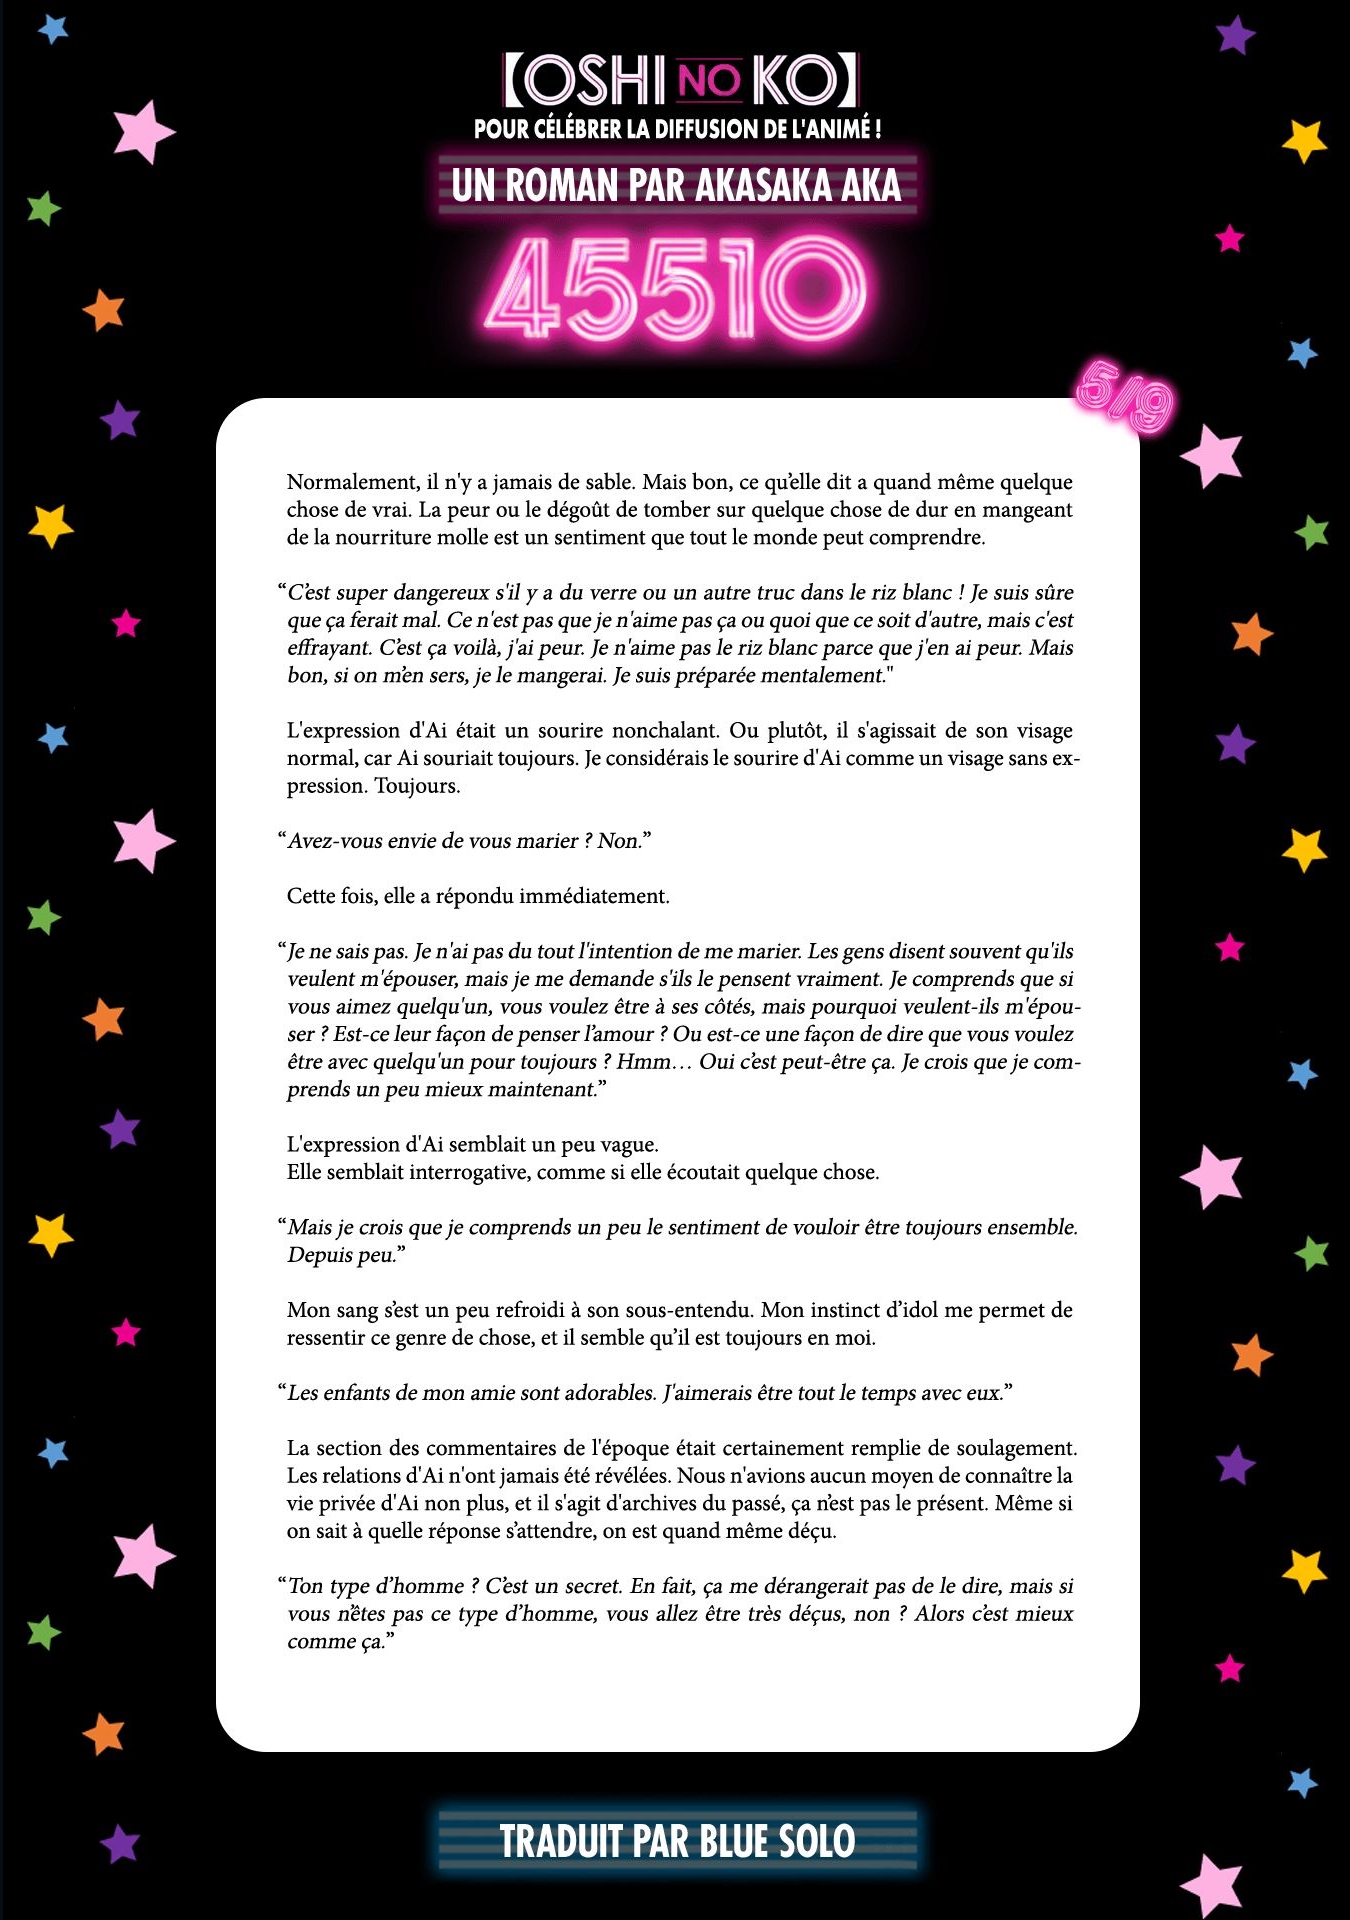 【OSHI NO KO】
POUR CÉLÉBRER LA DIFFUSION DE L'ANIMÉ !
UN ROMAN PAR AKASAKA AKA
45510
5/9
Normalement, il n'y a jamais de sable. Mais bon, ce qu’elle dit a quand même quelque
chose de vrai. La peur ou le dégoût de tomber sur quelque chose de dur en mangeant
de la nourriture molle est un sentiment que tout le monde peut comprendre.
“C’est super dangereux s'il y a du verre ou un autre truc dans le riz blanc ! Je suis sûre
que ça ferait mal. Ce n'est pas que je n'aime pas ça ou quoi que ce soit d'autre, mais c'est
effrayant. C’est ça voilà, j'ai peur. Je n'aime pas le riz blanc parce que j'en ai peur. Mais
bon, si on m’en sers, je le mangerai. Je suis préparée mentalement."
L'expression d'Ai était un sourire nonchalant. Ou plutôt, il s'agissait de son visage
normal, car Ai souriait toujours. Je considérais le sourire d'Ai comme un visage sans ex-
pression. Toujours.
“Avez-vous envie de vous marier ? Non.”
Cette fois, elle a répondu immédiatement.
“Je ne sais pas. Je n'ai pas du tout l'intention de me marier. Les gens disent souvent qu'ils
veulent m'épouser, mais je me demande s'ils le pensent vraiment. Je comprends que si
vous aimez quelqu'un, vous voulez être à ses côtés, mais pourquoi veulent-ils m'épou-
ser ? Est-ce leur façon de penser l’amour ? Ou est-ce une façon de dire que vous voulez
être avec quelqu'un pour toujours ? Hmm… Oui c’est peut-être ça. Je crois que je com-
prends un peu mieux maintenant.”
L'expression d'Ai semblait un peu vague.
Elle semblait interrogative, comme si elle écoutait quelque chose.
“Mais je crois que je comprends un peu le sentiment de vouloir être toujours ensemble.
Depuis peu.”
Mon sang s’est un peu refroidi à son sous-entendu. Mon instinct d’idol me permet de
ressentir ce genre de chose, et il semble qu’il est toujours en moi.
“Les enfants de mon amie sont adorables. J'aimerais être tout le temps avec eux.”
La section des commentaires de l'époque était certainement remplie de soulagement.
Les relations d'Ai n'ont jamais été révélées. Nous n'avions aucun moyen de connaître la
vie privée d'Ai non plus, et il s'agit d'archives du passé, ça n’est pas le présent. Même si
on sait à quelle réponse s’attendre, on est quand même déçu.
“Ton type d’homme ? C’est un secret. En fait, ça me dérangerait pas de le dire, mais si
vous n’êtes pas ce type d’homme, vous allez être très déçus, non ? Alors c’est mieux
comme ça.”
TRADUIT PAR BLUE SOLO